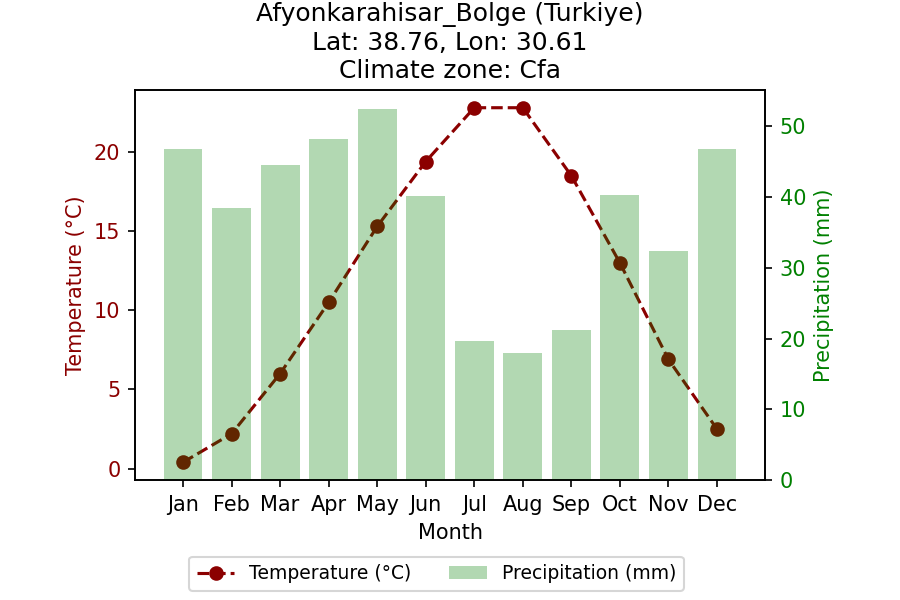 Afyonkarahisar_Bolge (Turkiye)
Lat: 38.76, Lon: 30.61
Climate zone: Cfa
Temperature (°C)
20
15
10
5
0
Precipitation (mm)
50
40
30
20
10
0
Jan Feb Mar Apr May Jun Jul Aug Sep Oct Nov Dec
Month
Temperature (°C) Precipitation (mm)